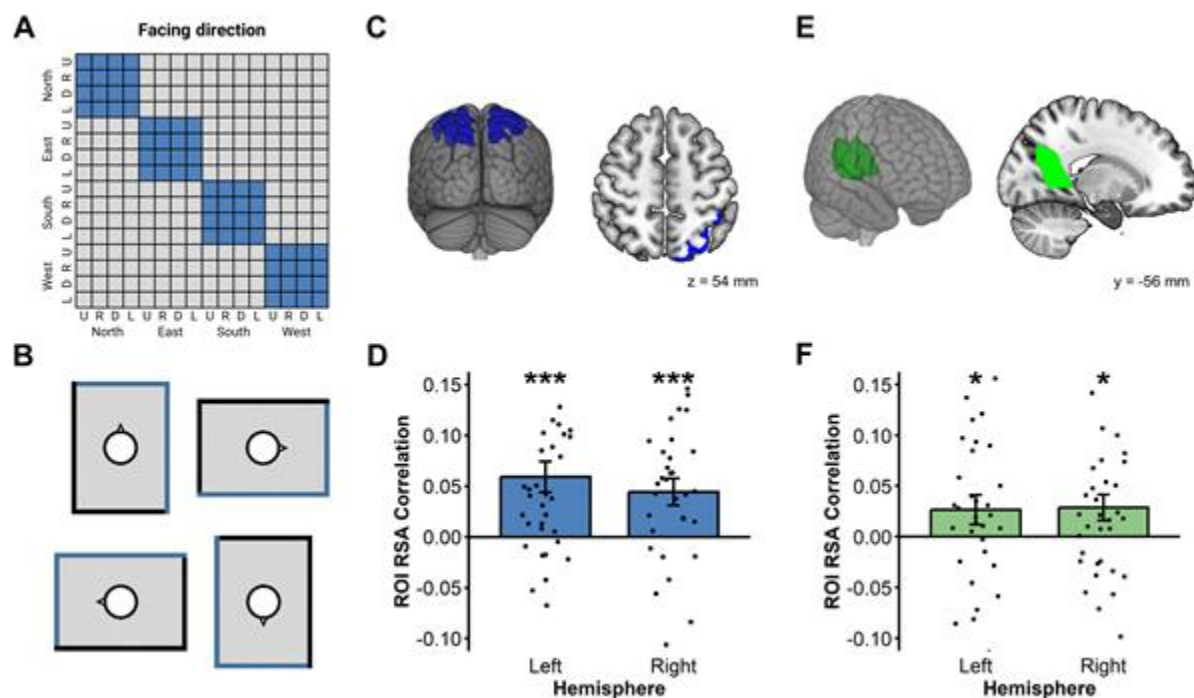 A
Facing direction
North
U
R
D
L
East
U
R
D
L
South
U
R
D
L
West
U
R
D
L
U R D L U R D L U R D L U R D L
North East South West
B
C
z = 54 mm
D
ROI RSA Correlation
0.15
0.10
0.05
0.00
-0.05
-0.10
*** ***
Left Right
Hemisphere
E
y = -56 mm
F
ROI RSA Correlation
0.15
0.10
0.05
0.00
-0.05
-0.10
* *
Left Right
Hemisphere